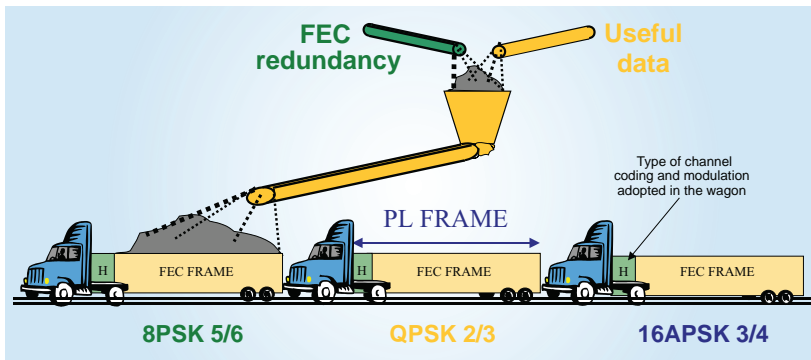 FEC
redundancy
Useful
data
Type of channel
coding and modulation
adopted in the wagon
PL FRAME
H
FEC FRAME
H
FEC FRAME
H
FEC FRAME
8PSK 5/6
QPSK 2/3
16APSK 3/4